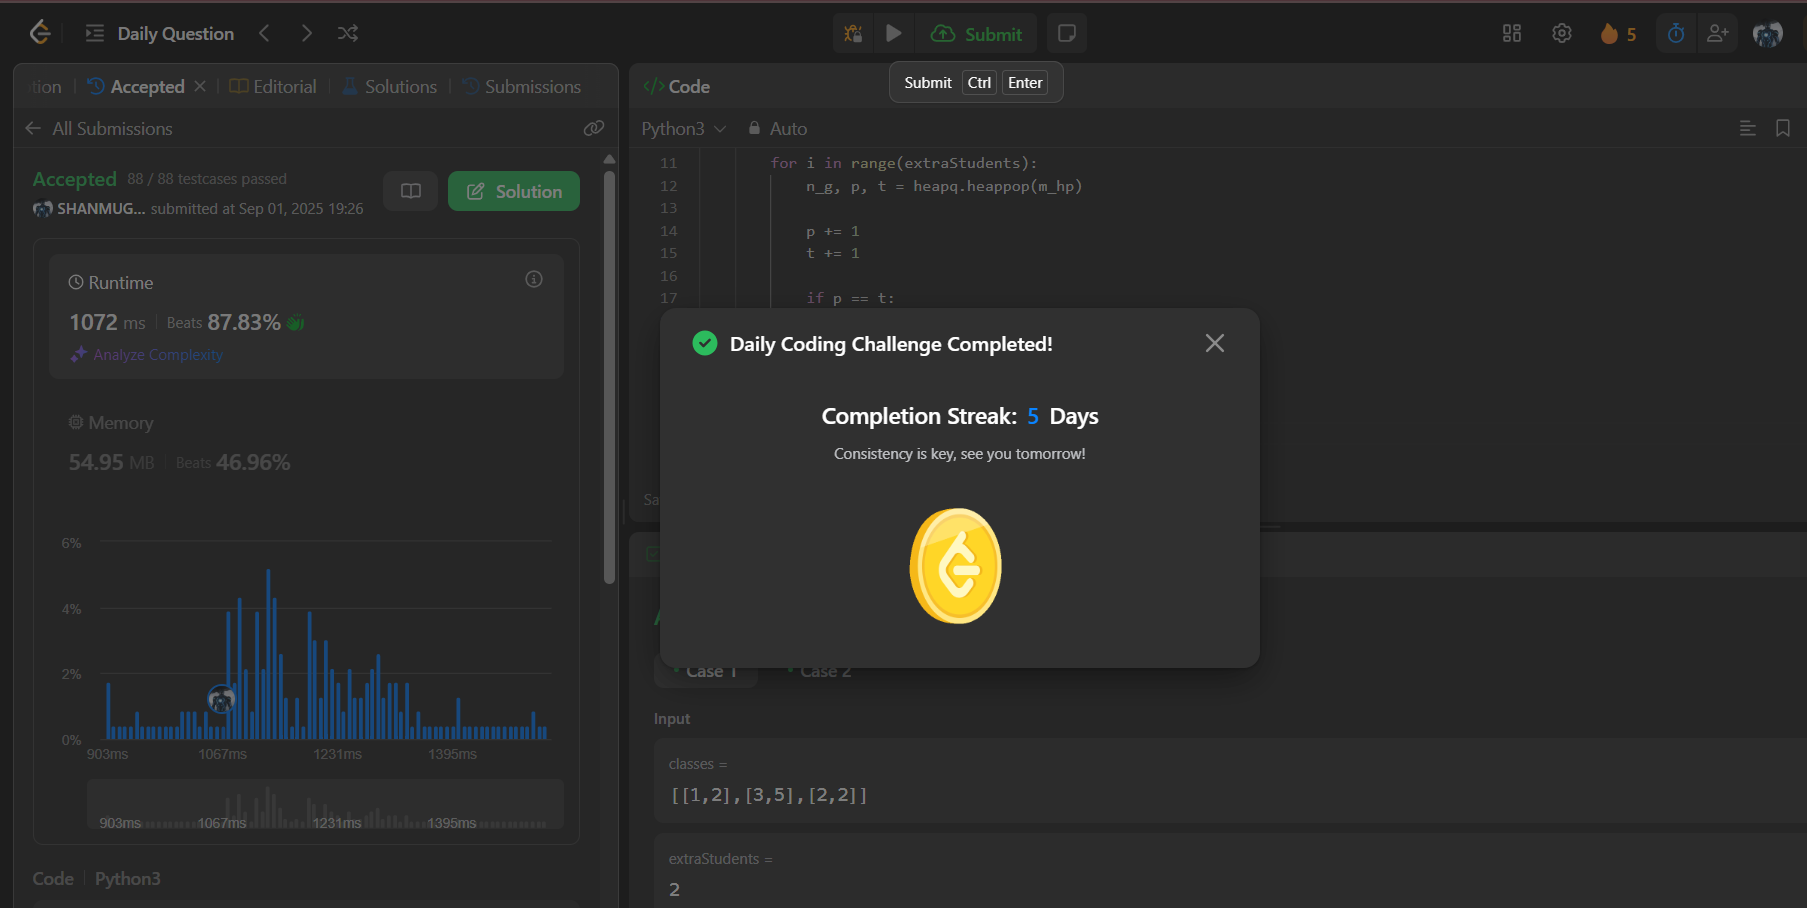 Daily Question
Submit
5
Submit Ctrl Enter
tion
Accepted
Editorial
Solutions
Submissions
All Submissions
Accepted 88 / 88 testcases passed
SHANMUG... submitted at Sep 01, 2025 19:26
Solution
Runtime
1072 ms Beats 87.83%
Analyze Complexity
Memory
54.95 MB Beats 46.96%
6%
4%
2%
0%
903ms 1067ms 1231ms 1395ms
903ms 1067ms 1231ms 1395ms
Code Python3
</> Code
Python3 Auto
11 for i in range(extraStudents):
12 n_g, p, t = heapq.heappop(m_hp)
13
14 p += 1
15 t += 1
16
17 if p == t:
Sa
Daily Coding Challenge Completed!
Completion Streak: 5 Days
Consistency is key, see you tomorrow!
Case 1 Case 2
Input
classes =
[[1,2],[3,5],[2,2]]
extraStudents =
2